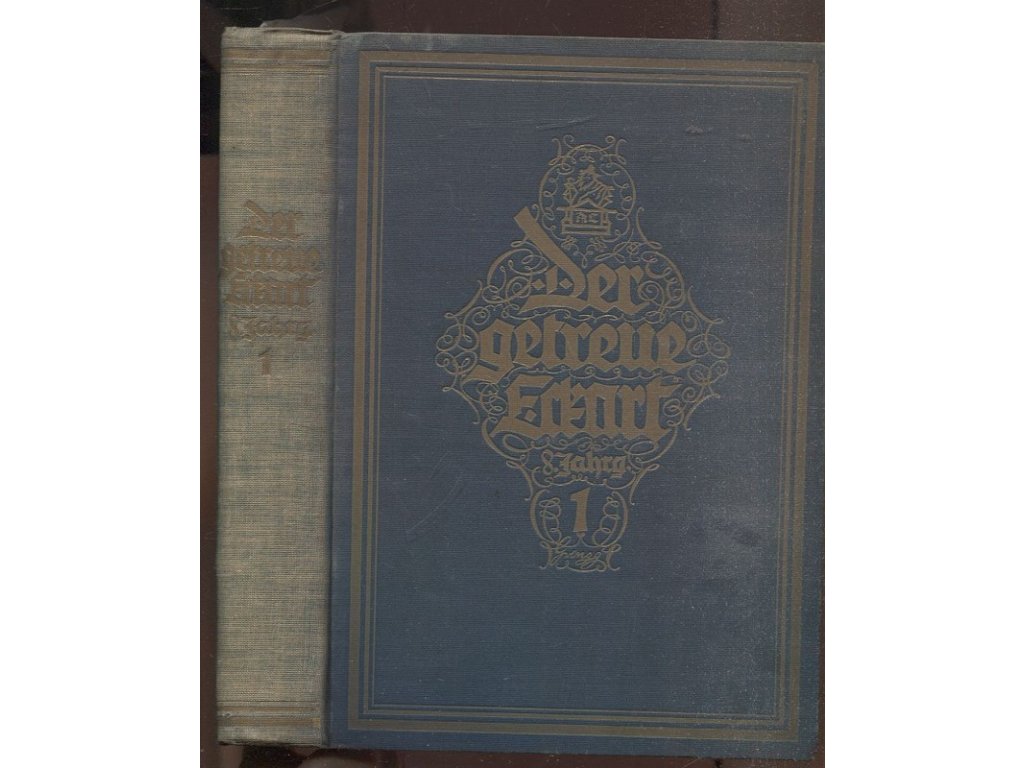 Der
getreue
Eckart
8. Jahrg.
1
Der
getreue
Eckart
8. Jahrg.
1